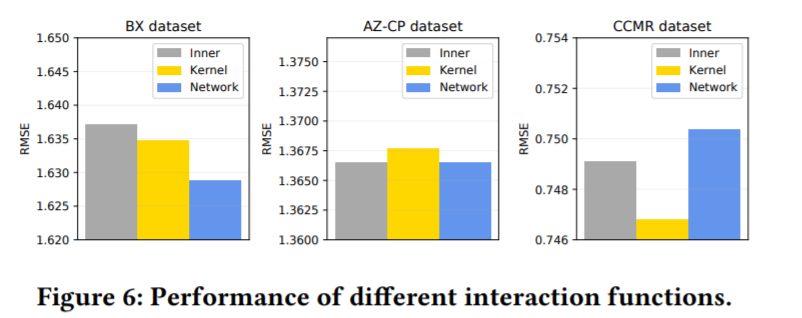 BX dataset
1.650
1.645
1.640
1.635
1.630
1.625
1.620
RMSE
Inner
Kernel
Network
AZ-CP dataset
1.3750
1.3725
1.3700
1.3675
1.3650
1.3625
1.3600
RMSE
Inner
Kernel
Network
CCMR dataset
0.754
0.752
0.750
0.748
0.746
RMSE
Inner
Kernel
Network
Figure 6: Performance of different interaction functions.